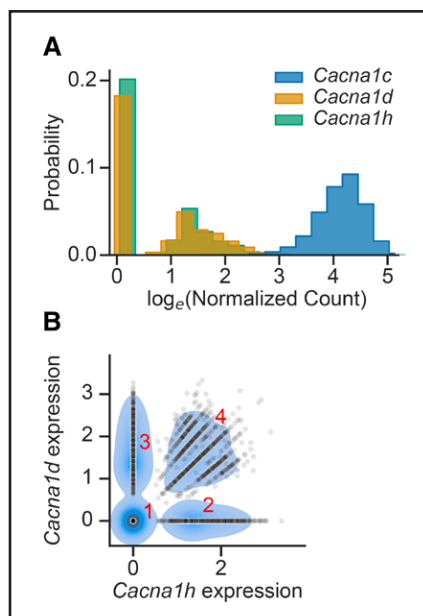 A
0.2
0.1
0.0
Probability
Cacna1c
Cacna1d
Cacna1h
0 1 2 3 4 5
loge(Normalized Count)
B
3
2
1
0
Cacna1d expression
3
4
1
2
0 2
Cacna1h expression